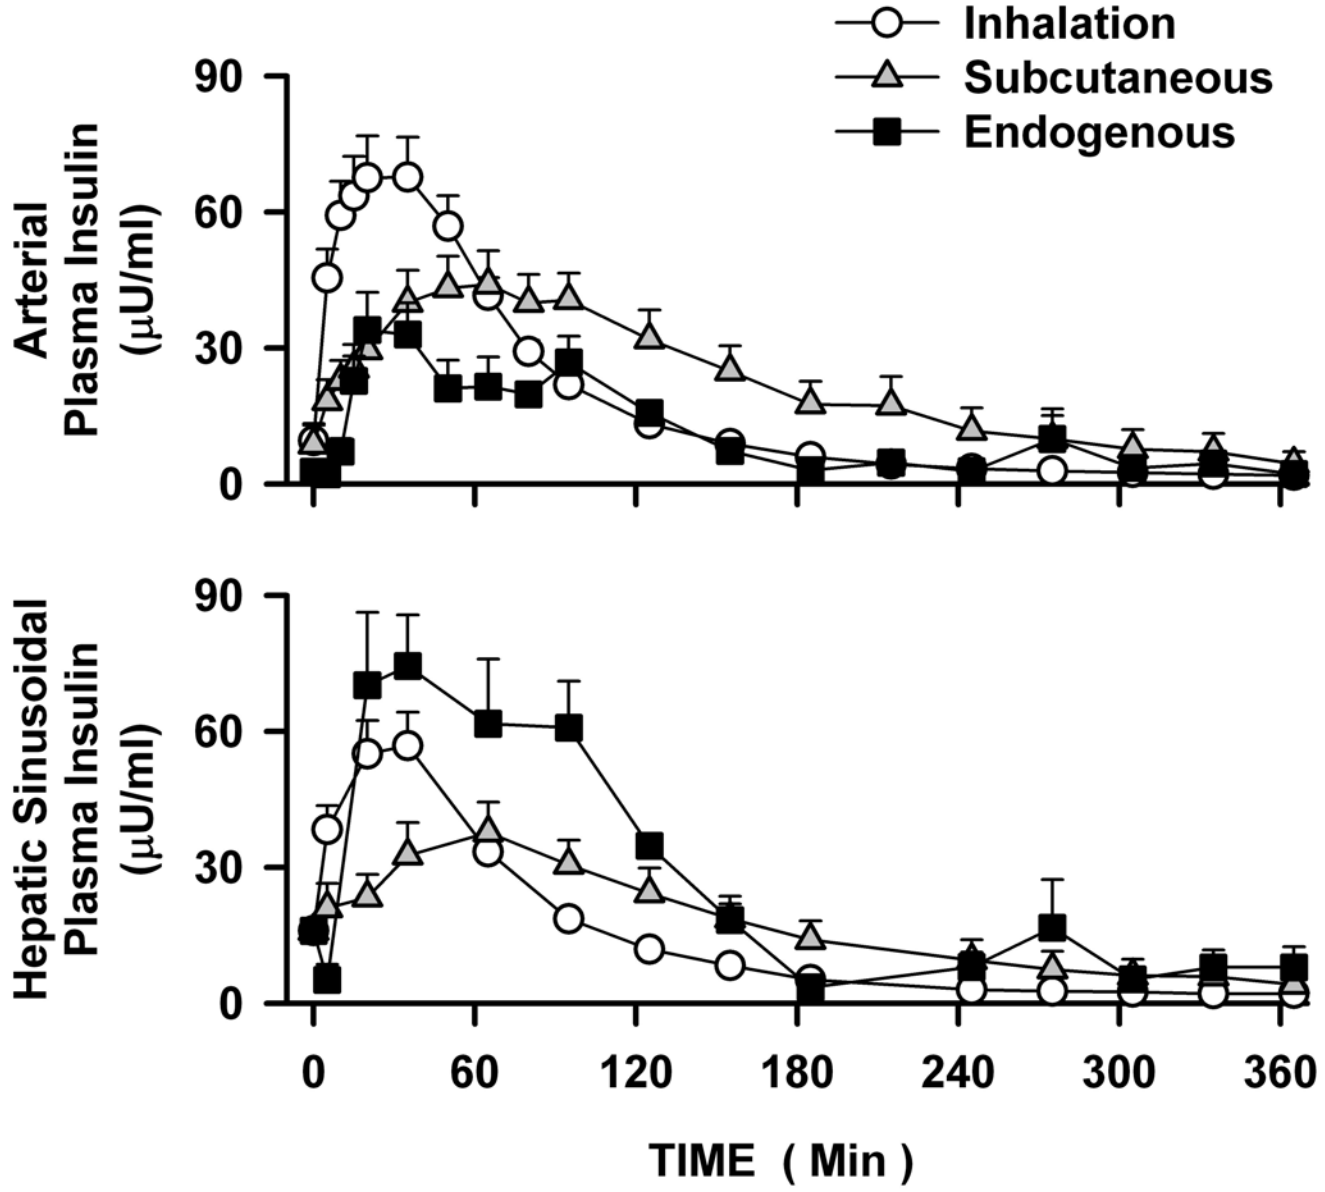 Inhalation
Subcutaneous
Endogenous
Arterial
Plasma Insulin
(μU/ml)
90
60
30
0
Hepatic Sinusoidal
Plasma Insulin
(μU/ml)
90
60
30
0
0 60 120 180 240 300 360
TIME ( Min )